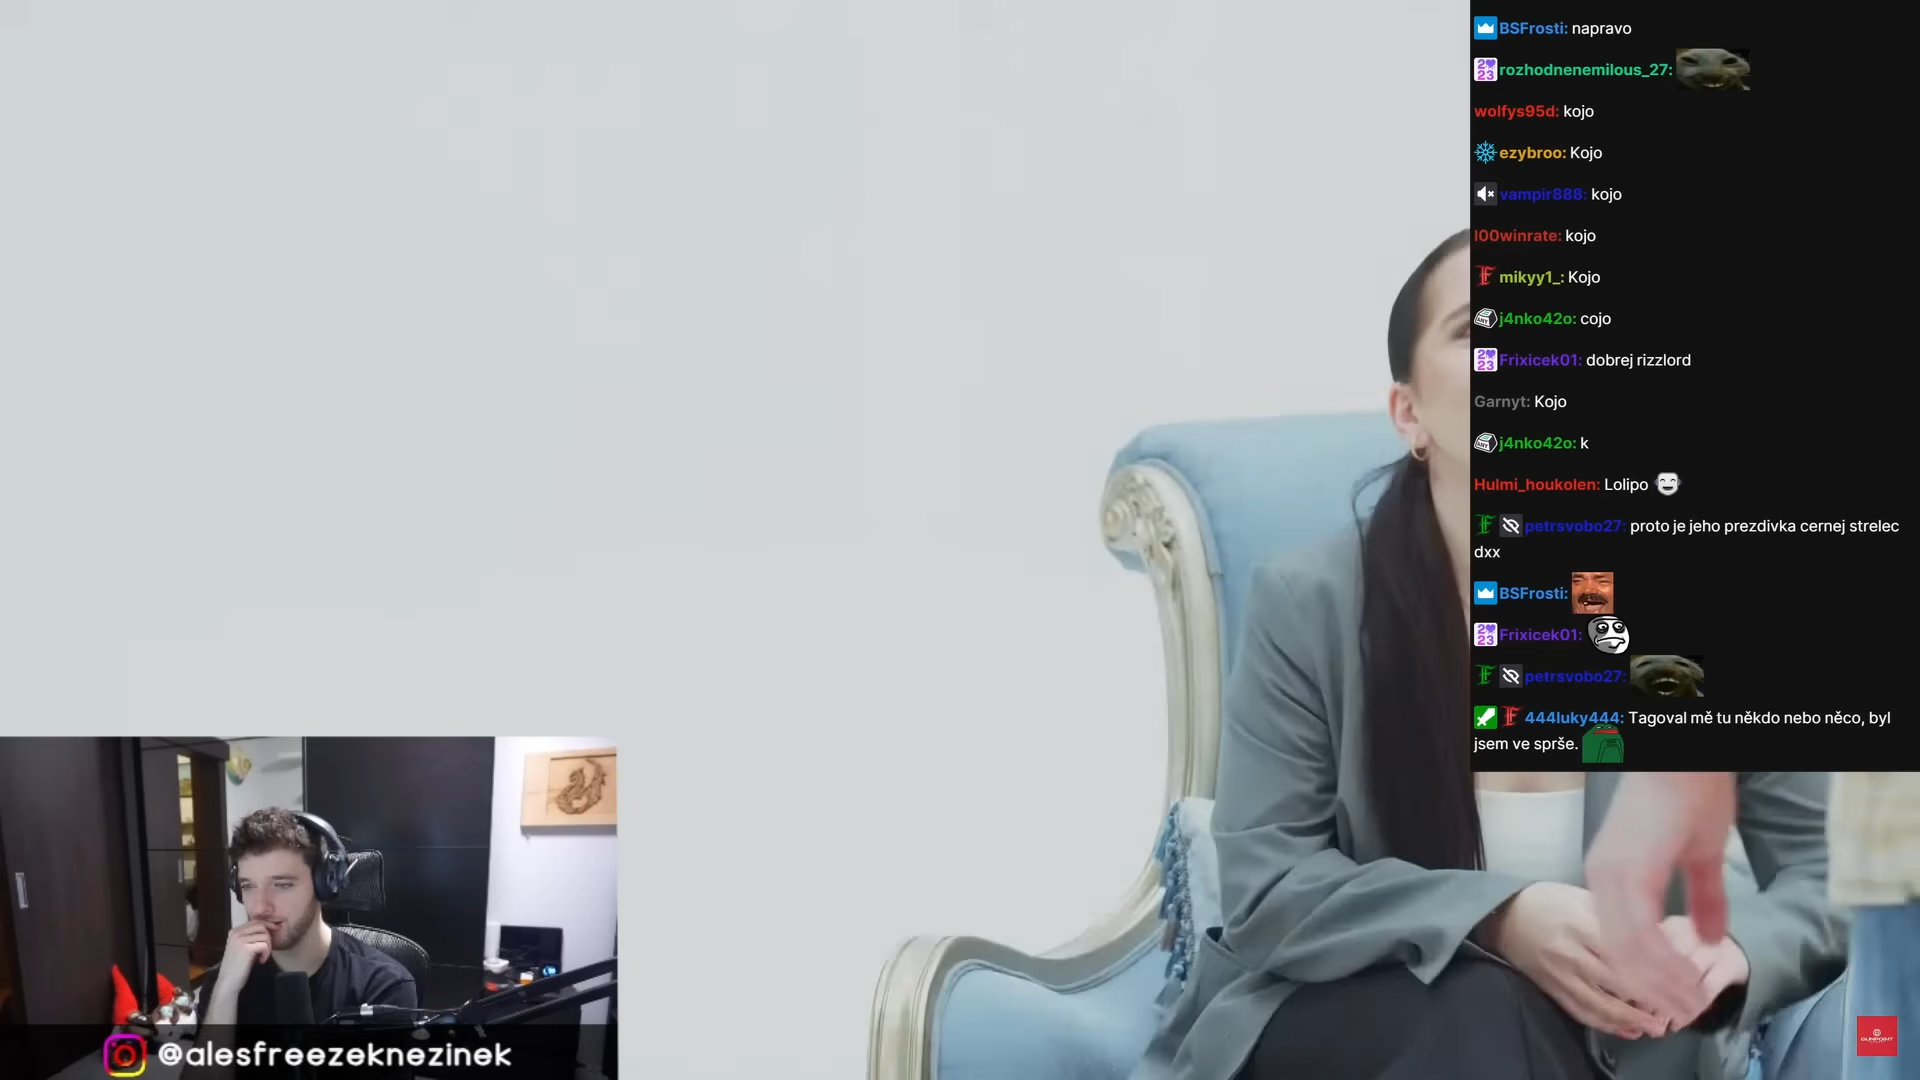 BSFrosti: napravo
rozhodnenemilous_27:
wolfys95d: kojo
ezybroo: Kojo
vampir888: kojo
l00winrate: kojo
mikyy1_: Kojo
j4nko42o: cojo
Frixicek01: dobrej rizzlord
Garnyt: Kojo
j4nko42o: k
Hulmi_houkolen: Lolipo
petrsvobo27: proto je jeho prezdivka cernej strelec
dxx
BSFrosti:
Frixicek01:
petrsvobo27:
444luky444: Tagoval mě tu někdo nebo něco, byl
jsem ve sprše.
@alesfreezeknezinek
GUNPOINT